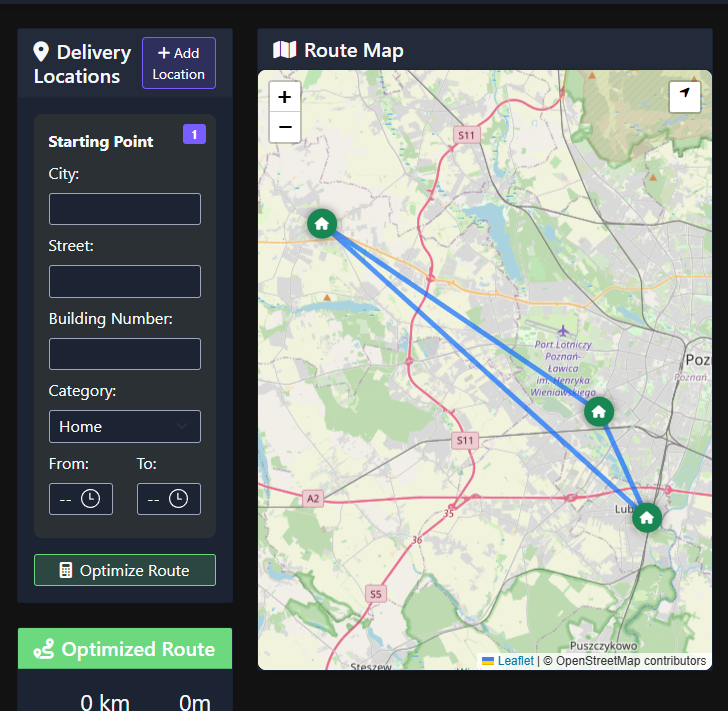 Delivery
Locations
+ Add
Location
Starting Point
1
City:
Street:
Building Number:
Category:
Home
From:
To:
--
--
Optimize Route
Optimized Route
0 km
0m
Route Map
+
−
S11
Port Lotniczy
Poznań-
Ławica
im. Henryka
Wieniawskiego
Poz
Poznań
S11
A2
35
Lub
36
S5
Puszczykowo
Stęszew
Leaflet | © OpenStreetMap contributors